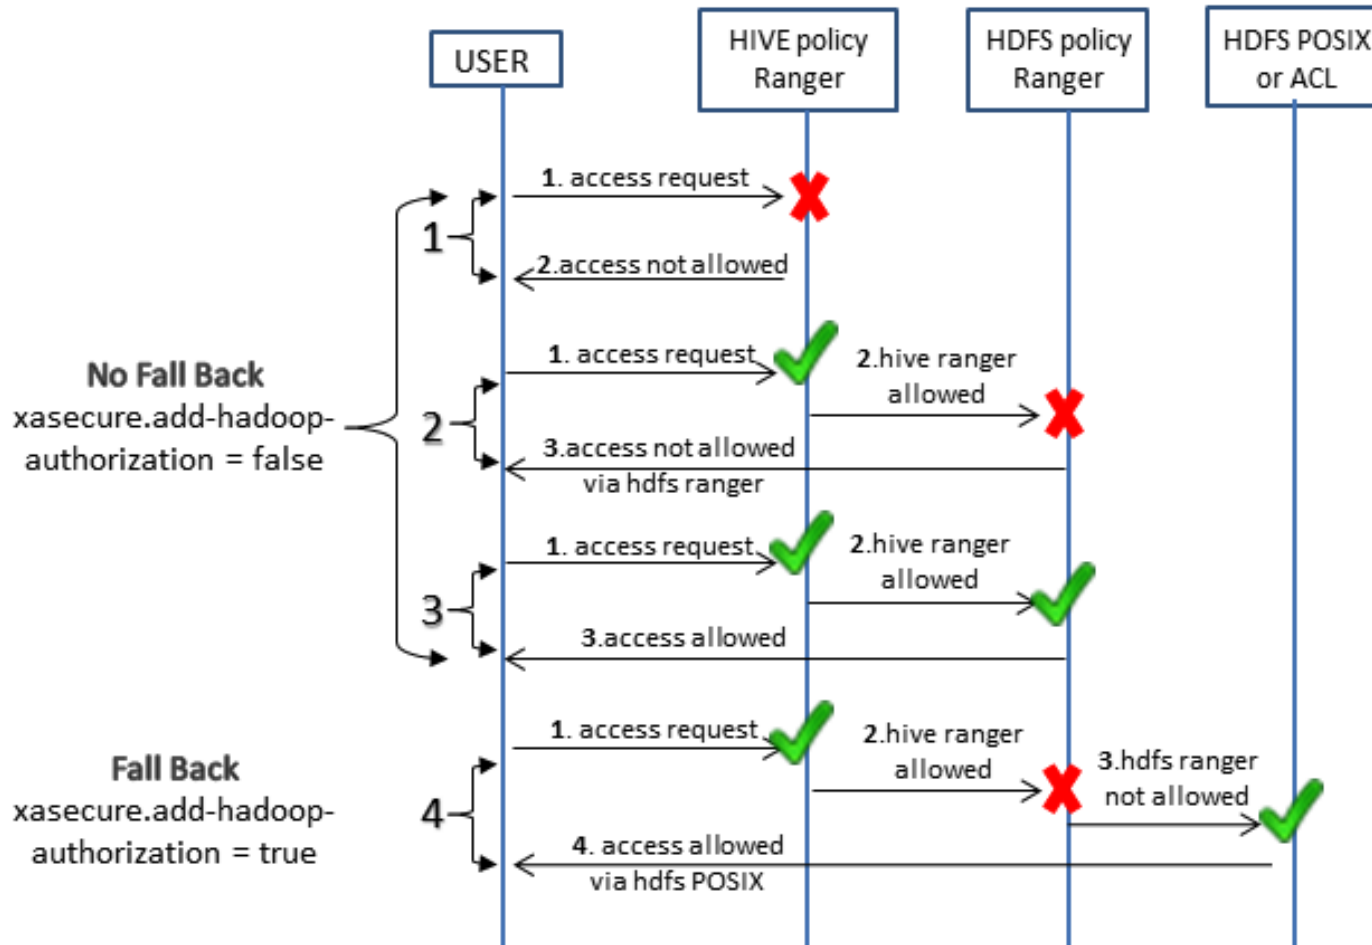 USER
HIVE policy
Ranger
HDFS policy
Ranger
HDFS POSIX
or ACL
1. access request
1
2.access not allowed
No Fall Back
xasecure.add-hadoop-
authorization = false
1. access request
2.hive ranger
allowed
2
3.access not allowed
via hdfs ranger
1. access request
2.hive ranger
allowed
3
3.access allowed
Fall Back
xasecure.add-hadoop-
authorization = true
1. access request
2.hive ranger
allowed
3.hdfs ranger
not allowed
4
4. access allowed
via hdfs POSIX